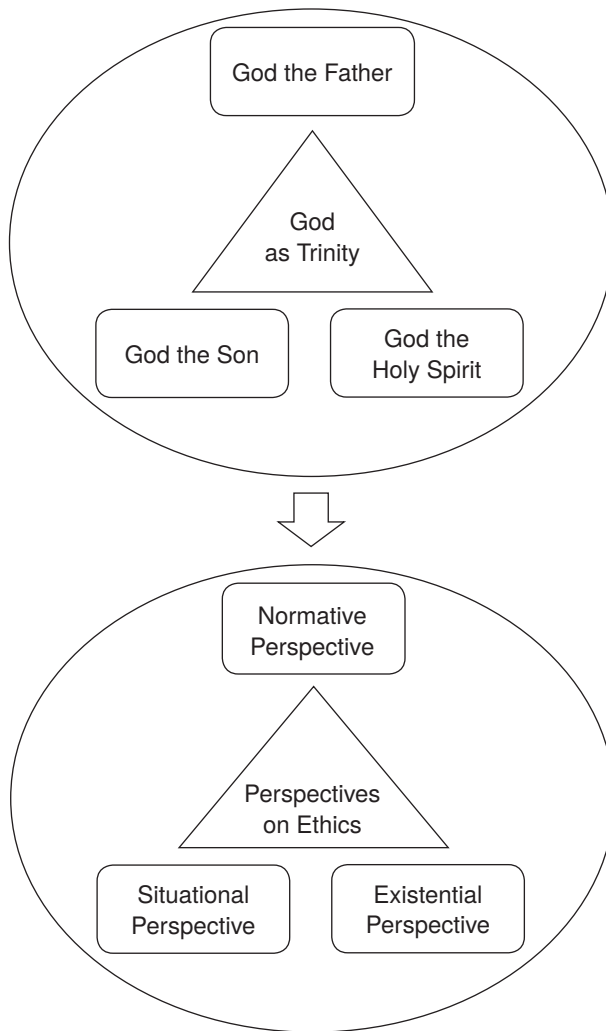 God the Father
God
as Trinity
God the Son
God the
Holy Spirit
Normative
Perspective
Perspectives
on Ethics
Situational
Perspective
Existential
Perspective